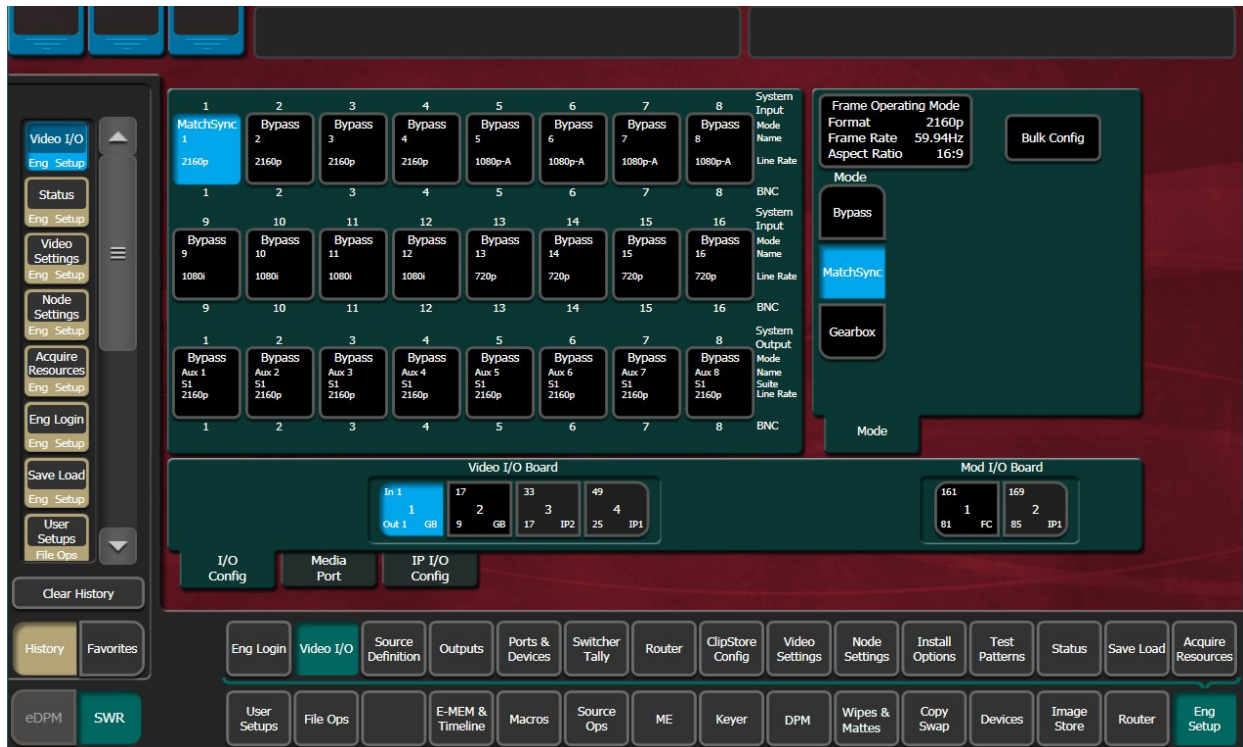 1 2 3 4 5 6 7 8 System Input
MatchSync Bypass Bypass Bypass Bypass Bypass Bypass Bypass Mode
1 2 3 4 5 6 7 8 Name
2160p 2160p 2160p 2160p 1080p-A 1080p-A 1080p-A 1080p-A Line Rate
1 2 3 4 5 6 7 8 BNC
9 10 11 12 13 14 15 16 System Input
Bypass Bypass Bypass Bypass Bypass Bypass Bypass Bypass Mode
9 10 11 12 13 14 15 16 Name
1080i 1080i 1080i 1080i 720p 720p 720p 720p Line Rate
9 10 11 12 13 14 15 16 BNC
1 2 3 4 5 6 7 8 System Output
Bypass Bypass Bypass Bypass Bypass Bypass Bypass Bypass Mode
Aux 1 Aux 2 Aux 3 Aux 4 Aux 5 Aux 6 Aux 7 Aux 8 Name
S1 S1 S1 S1 S1 S1 S1 S1 Suite
2160p 2160p 2160p 2160p 2160p 2160p 2160p 2160p Line Rate
1 2 3 4 5 6 7 8 BNC
Frame Operating Mode
Format 2160p
Frame Rate 59.94Hz
Aspect Ratio 16:9
Bulk Config
Mode
Bypass
MatchSync
Gearbox
Mode
Video I/O
Eng Setup
Status
Eng Setup
Video
Settings
Eng Setup
Node
Settings
Eng Setup
Acquire
Resources
Eng Setup
Eng Login
Eng Setup
Save Load
Eng Setup
User
Setups
File Ops
Clear History
History Favorites
eDPM SWR
Video I/O Board
In 1 17 33 49
1 2 3 4
Out 1 GB 9 GB 17 IP2 25 IP1
Mod I/O Board
161 169
1 2
81 FC 85 IP1
I/O
Config
Media
Port
IP I/O
Config
Eng Login
Video I/O
Source
Definition
Outputs
Ports &
Devices
Switcher
Tally
Router
ClipStore
Config
Video
Settings
Node
Settings
Install
Options
Test
Patterns
Status
Save Load
Acquire
Resources
User
Setups
File Ops
E-MEM &
Timeline
Macros
Source
Ops
ME
Keyer
DPM
Wipes &
Mattes
Copy
Swap
Devices
Image
Store
Router
Eng
Setup